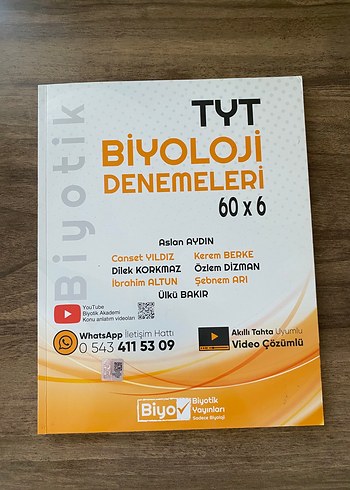 Biyotik
TYT
BİYOLOJİ
DENEMELERİ
60 x 6
Aslan AYDIN
Canset YILDIZ Kerem BERKE
Dilek KORKMAZ Özlem DİZMAN
İbrahim ALTUN Şebnem ARI
Ülkü BAKIR
YouTube
Biyotik Akademi
Konu anlatım videoları
WhatsApp İletişim Hattı
0 543 411 53 09
Akıllı Tahta Uyumlu
Video Çözümlü
Biyo
Biyotik
Yayınları
Sadece Biyoloji